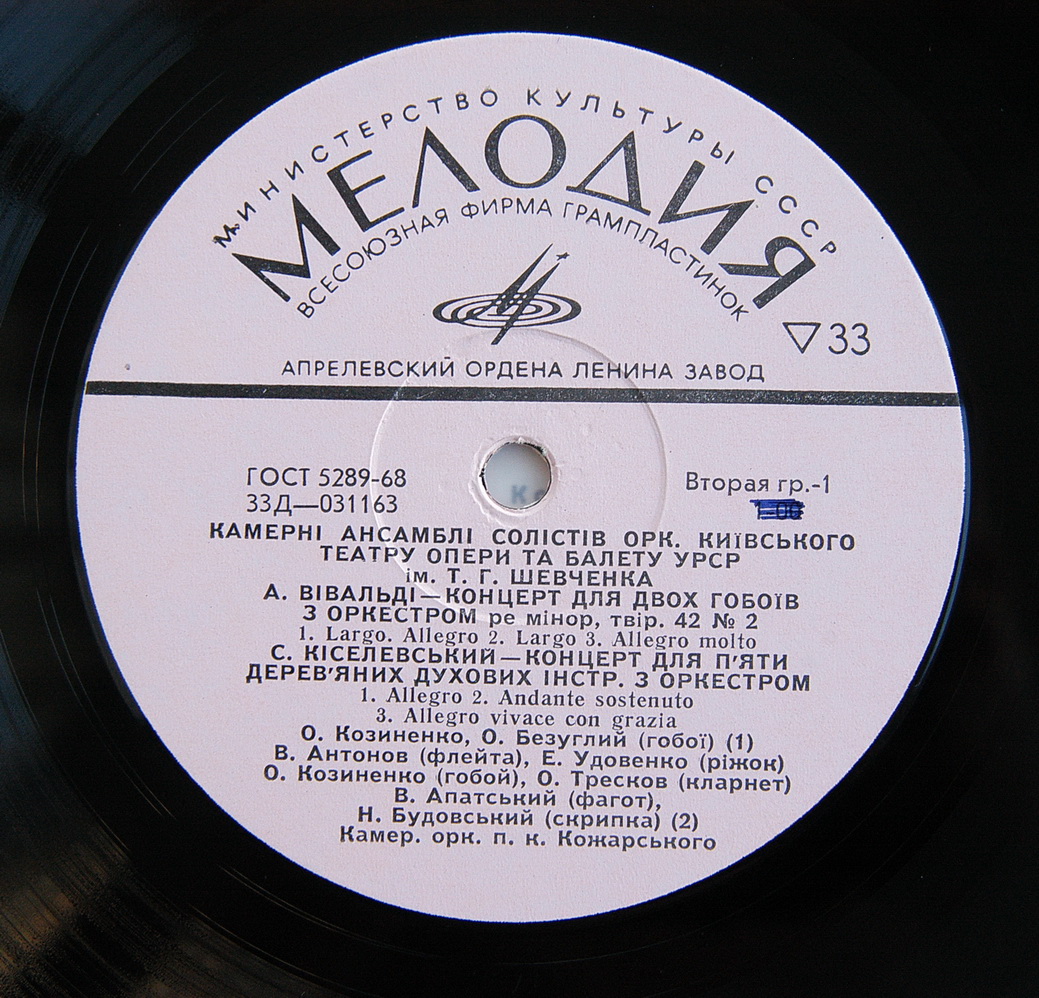 МИНИСТЕРСТВО КУЛЬТУРЫ СССР
МЕЛОДИЯ
ВСЕСОЮЗНАЯ ФИРМА ГРАМПЛАСТИНОК
33
АПРЕЛЕВСКИЙ ОРДЕНА ЛЕНИНА ЗАВОД
ГОСТ 5289-68
Вторая гр.-1
33Д—031163
КАМЕРНІ АНСАМБЛІ СОЛІСТІВ ОРК. КИЇВСЬКОГО
ТЕАТРУ ОПЕРИ ТА БАЛЕТУ УРСР
ім. Т. Г. ШЕВЧЕНКА
А. ВІВАЛЬДІ—КОНЦЕРТ ДЛЯ ДВОХ ГОБОЇВ
З ОРКЕСТРОМ ре мінор, твір. 42 № 2
1. Largo. Allegro 2. Largo 3. Allegro molto
С. КІСЕЛЕВСЬКИЙ—КОНЦЕРТ ДЛЯ П'ЯТИ
ДЕРЕВ'ЯНИХ ДУХОВИХ ІНСТР. З ОРКЕСТРОМ
1. Allegro 2. Andante sostenuto
3. Allegro vivace con grazia
О. Козиненко, О. Безуглий (гобої) (1)
В. Антонов (флейта), Е. Удовенко (ріжок)
О. Козиненко (гобой), О. Тресков (кларнет)
В. Апатський (фагот),
Н. Будовський (скрипка) (2)
Камер. орк. п. к. Кожарського